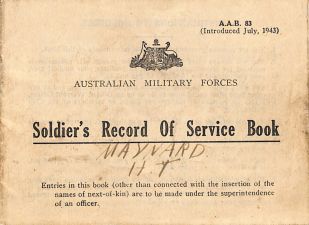 A.A.B. 83
(Introduced July, 1943)
AUSTRALIAN MILITARY FORCES
Soldier's Record Of Service Book
MAYNARD
H T
Entries in this book (other than connected with the insertion of the
names of next-of-kin) are to be made under the superintendence
of an officer.